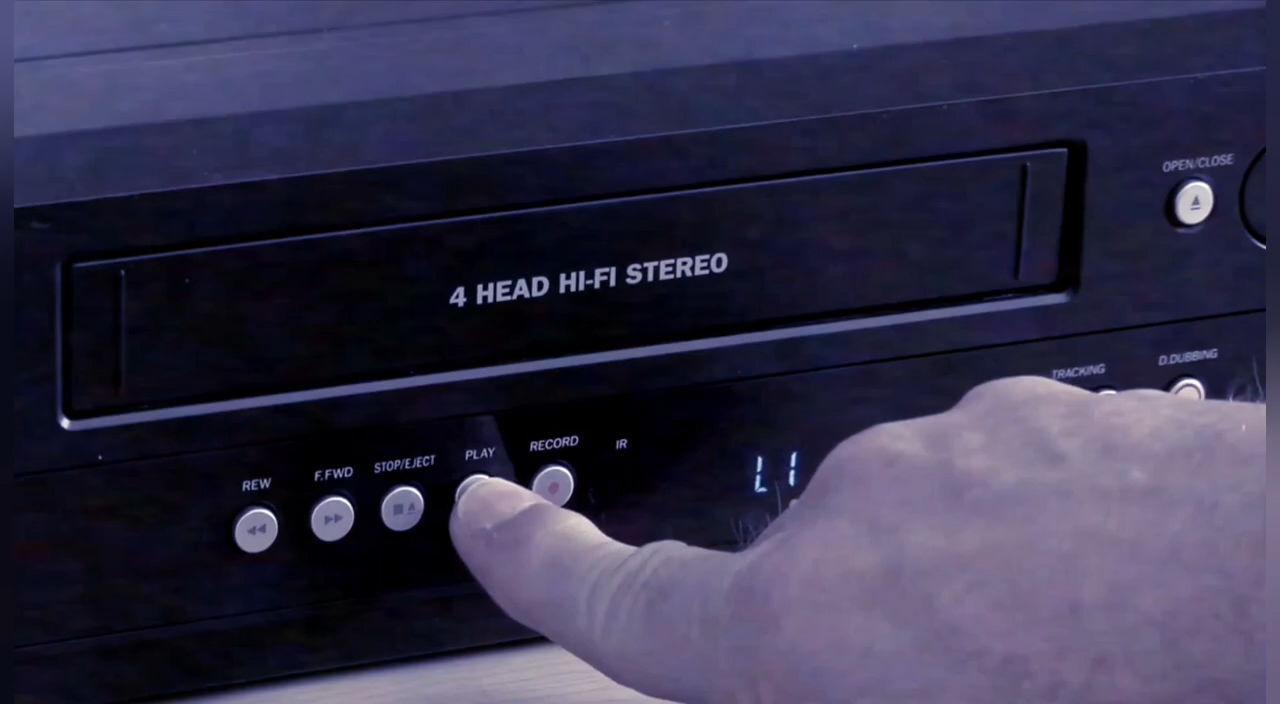 OPEN/CLOSE
4 HEAD HI-FI STEREO
TRACKING
D.DUBBING
REW
F.FWD
STOP/EJECT
PLAY
RECORD
IR
L1